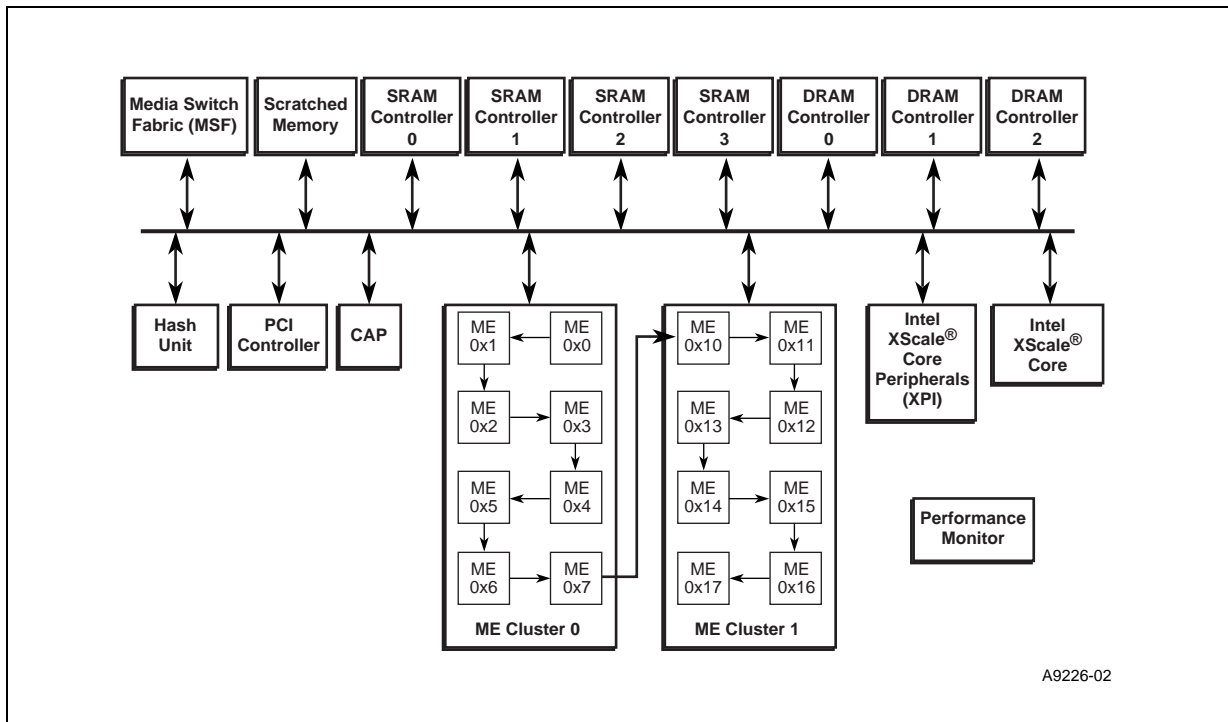 Media Switch
Fabric (MSF)
Scratched
Memory
SRAM
Controller
0
SRAM
Controller
1
SRAM
Controller
2
SRAM
Controller
3
DRAM
Controller
0
DRAM
Controller
1
DRAM
Controller
2
Hash
Unit
PCI
Controller
CAP
ME
0x1
ME
0x0
ME
0x2
ME
0x3
ME
0x5
ME
0x4
ME
0x6
ME
0x7
ME Cluster 0
ME
0x10
ME
0x11
ME
0x13
ME
0x12
ME
0x14
ME
0x15
ME
0x17
ME
0x16
ME Cluster 1
Intel
XScale®
Core
Peripherals
(XPI)
Intel
XScale®
Core
Performance
Monitor
A9226-02